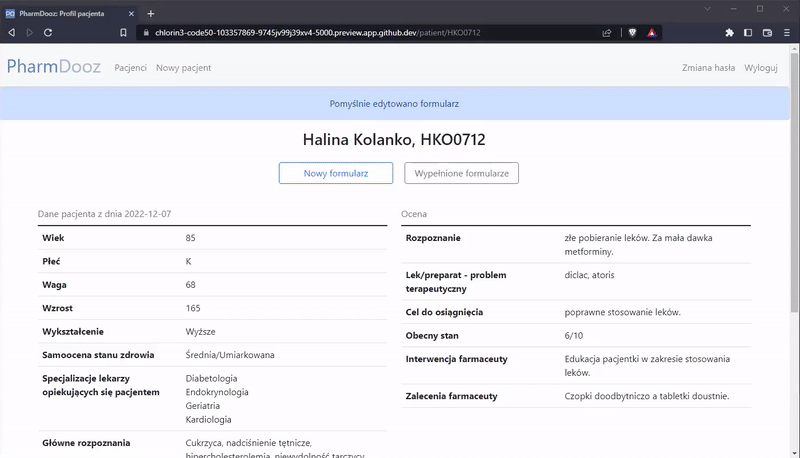 PharmDooz: Profil pacjenta
chlorin3-code50-103357869-9745jv99j39xv4-5000.preview.app.github.dev/patient/HKO0712
PharmDooz Pacjenci Nowy pacjent Zmiana hasła Wyloguj
Pomyślnie edytowano formularz
Halina Kolanko, HKO0712
Nowy formularz Wypełnione formularze
Dane pacjenta z dnia 2022-12-07
Wiek 85
Płeć K
Waga 68
Wzrost 165
Wykształcenie Wyższe
Samoocena stanu zdrowia Średnia/Umiarkowana
Specjalizacje lekarzy Diabetologia
opiekujących się pacjentem Endokrynologia
Geriatria
Kardiologia
Główne rozpoznania Cukrzyca, nadciśnienie tętnicze,
hipercholesterolemia, niewydolność tarczycy
Ocena
Rozpoznanie złe pobieranie leków. Za mała dawka
metforminy.
Lek/preparat - problem diclac, atoris
terapeutyczny
Cel do osiągnięcia poprawne stosowanie leków.
Obecny stan 6/10
Interwencja farmaceuty Edukacja pacjentki w zakresie stosowania
leków.
Zalecenia farmaceuty Czopki doodbytniczo a tabletki doustnie.